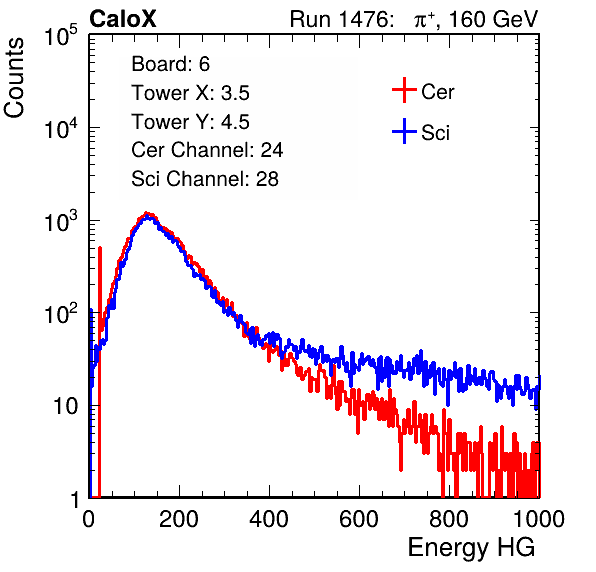 CaloX Run 1476: π⁺, 160 GeV
Counts
Board: 6
Tower X: 3.5
Tower Y: 4.5
Cer Channel: 24
Sci Channel: 28
Cer
Sci
10⁵
10⁴
10³
10²
10
1
0 200 400 600 800 1000
Energy HG